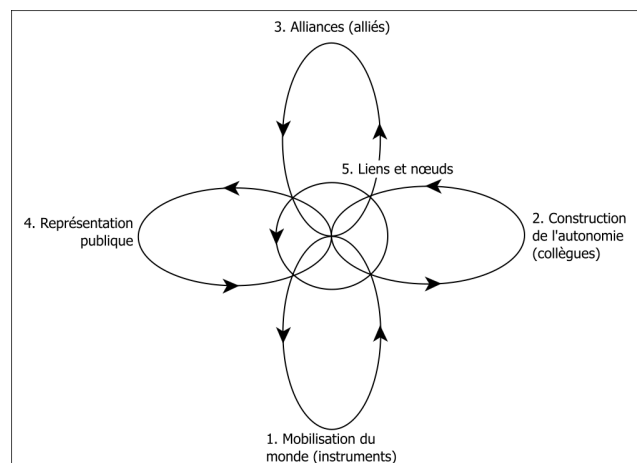 3. Alliances (alliés)
5. Liens et nœuds
4. Représentation
publique
2. Construction
de l'autonomie
(collègues)
1. Mobilisation du
monde (instruments)